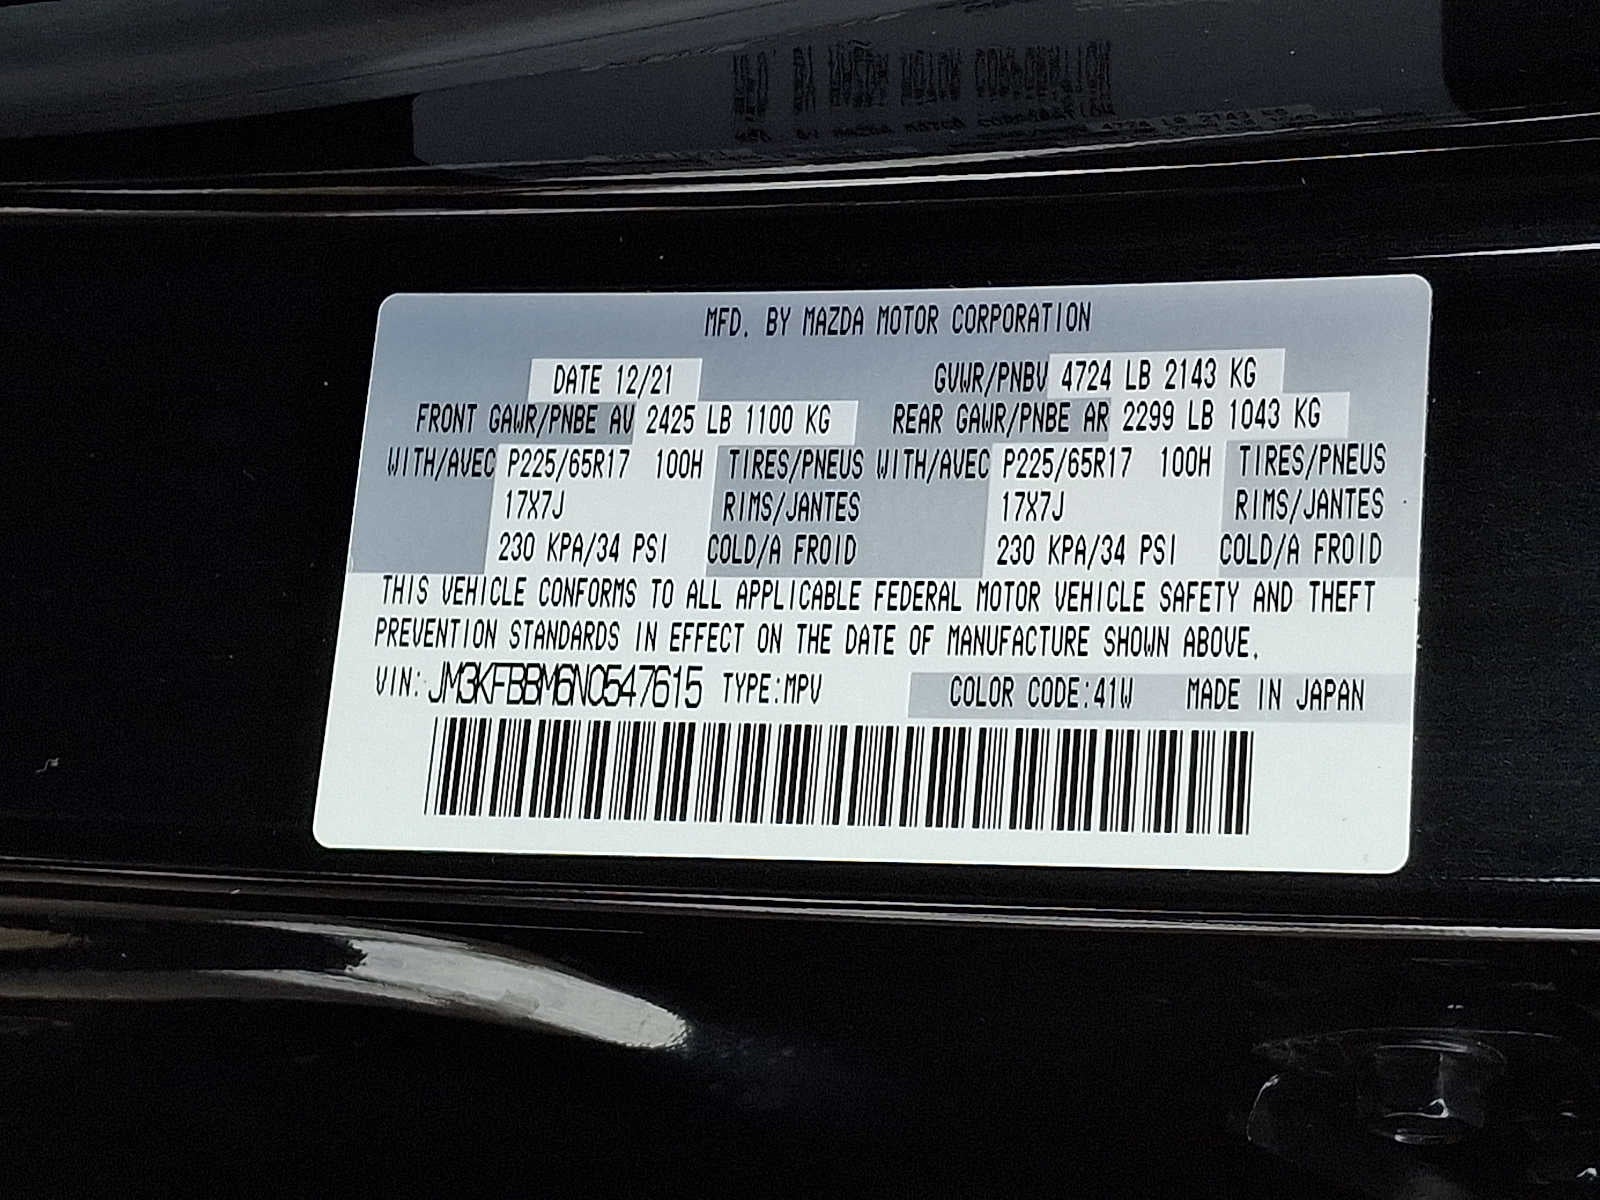 MFD. BY MAZDA MOTOR CORPORATION
DATE 12/21 GVWR/PNBV 4724 LB 2143 KG
FRONT GAWR/PNBE AV 2425 LB 1100 KG REAR GAWR/PNBE AR 2299 LB 1043 KG
WITH/AVEC P225/65R17 100H TIRES/PNEUS WITH/AVEC P225/65R17 100H TIRES/PNEUS
17X7J RIMS/JANTES 17X7J RIMS/JANTES
230 KPA/34 PSI COLD/A FROID 230 KPA/34 PSI COLD/A FROID
THIS VEHICLE CONFORMS TO ALL APPLICABLE FEDERAL MOTOR VEHICLE SAFETY AND THEFT
PREVENTION STANDARDS IN EFFECT ON THE DATE OF MANUFACTURE SHOWN ABOVE.
VIN: JM3KFBBM6N0547615 TYPE:MPV COLOR CODE:41W MADE IN JAPAN